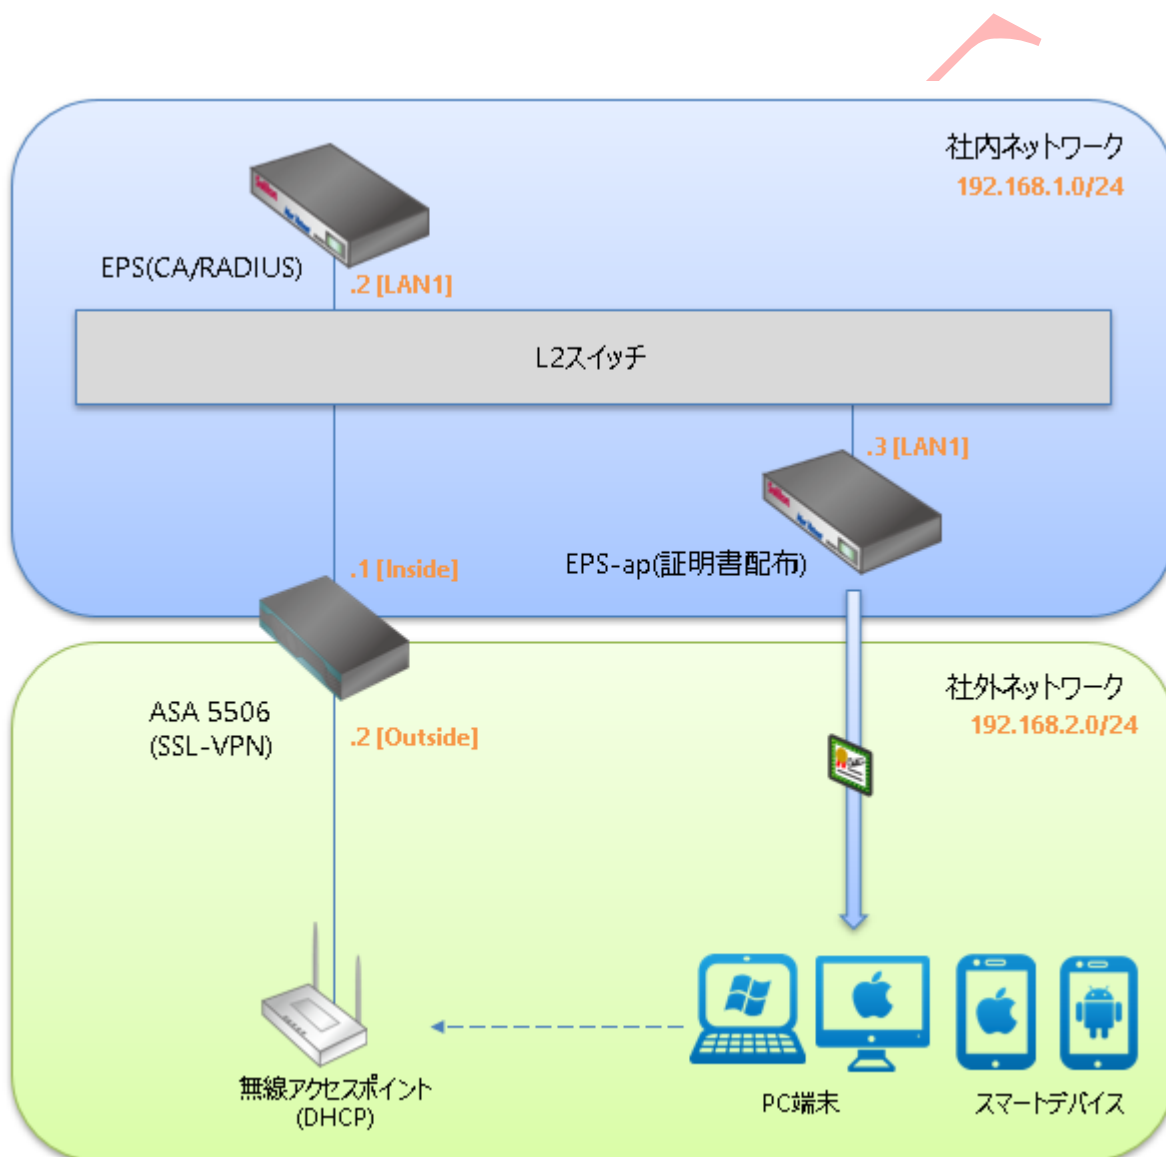 社内ネットワーク
192.168.1.0/24
EPS(CA/RADIUS)
.2 [LAN1]
L2スイッチ
.3 [LAN1]
EPS-ap(証明書配布)
.1 [Inside]
社外ネットワーク
192.168.2.0/24
ASA 5506
(SSL-VPN)
.2 [Outside]
無線アクセスポイント
(DHCP)
PC端末
スマートデバイス